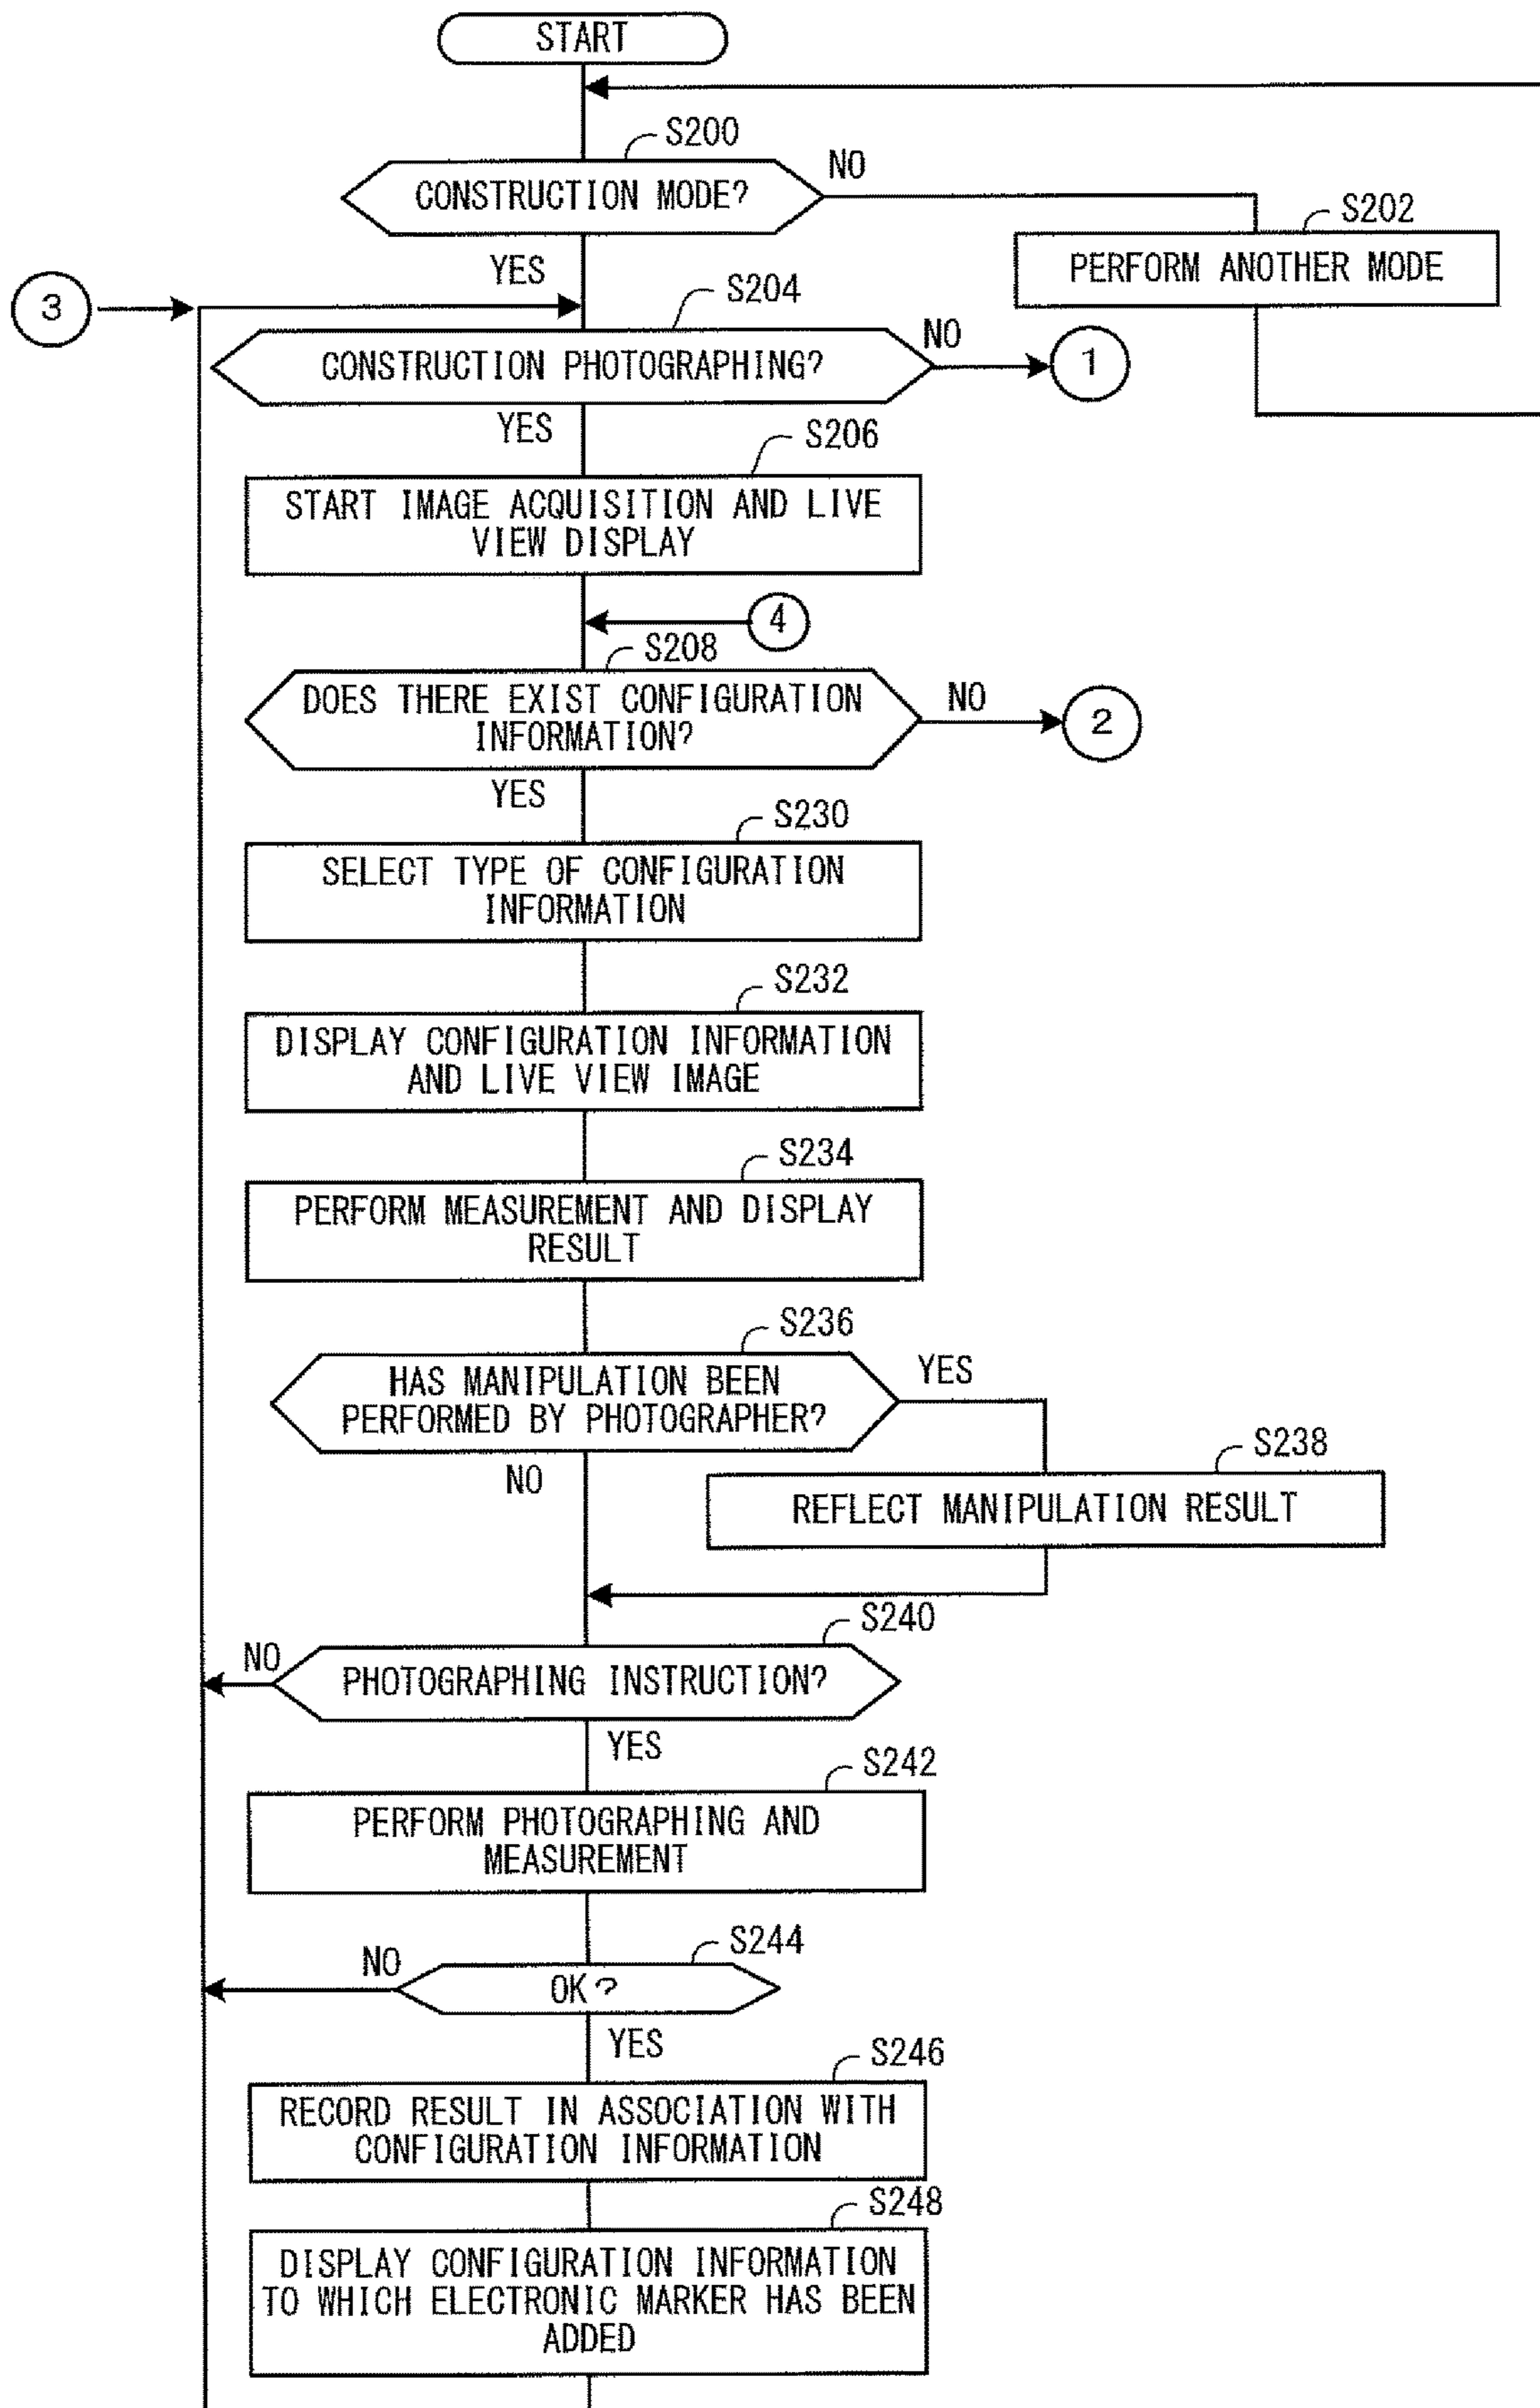 START
S200
CONSTRUCTION MODE?
NO
S202
PERFORM ANOTHER MODE
YES
3
S204
CONSTRUCTION PHOTOGRAPHING?
NO
1
YES
S206
START IMAGE ACQUISITION AND LIVE
VIEW DISPLAY
4
S208
DOES THERE EXIST CONFIGURATION
INFORMATION?
NO
2
YES
S230
SELECT TYPE OF CONFIGURATION
INFORMATION
S232
DISPLAY CONFIGURATION INFORMATION
AND LIVE VIEW IMAGE
S234
PERFORM MEASUREMENT AND DISPLAY
RESULT
S236
HAS MANIPULATION BEEN
PERFORMED BY PHOTOGRAPHER?
YES
NO
S238
REFLECT MANIPULATION RESULT
S240
NO
PHOTOGRAPHING INSTRUCTION?
YES
S242
PERFORM PHOTOGRAPHING AND
MEASUREMENT
S244
NO
OK?
YES
S246
RECORD RESULT IN ASSOCIATION WITH
CONFIGURATION INFORMATION
S248
DISPLAY CONFIGURATION INFORMATION
TO WHICH ELECTRONIC MARKER HAS BEEN
ADDED